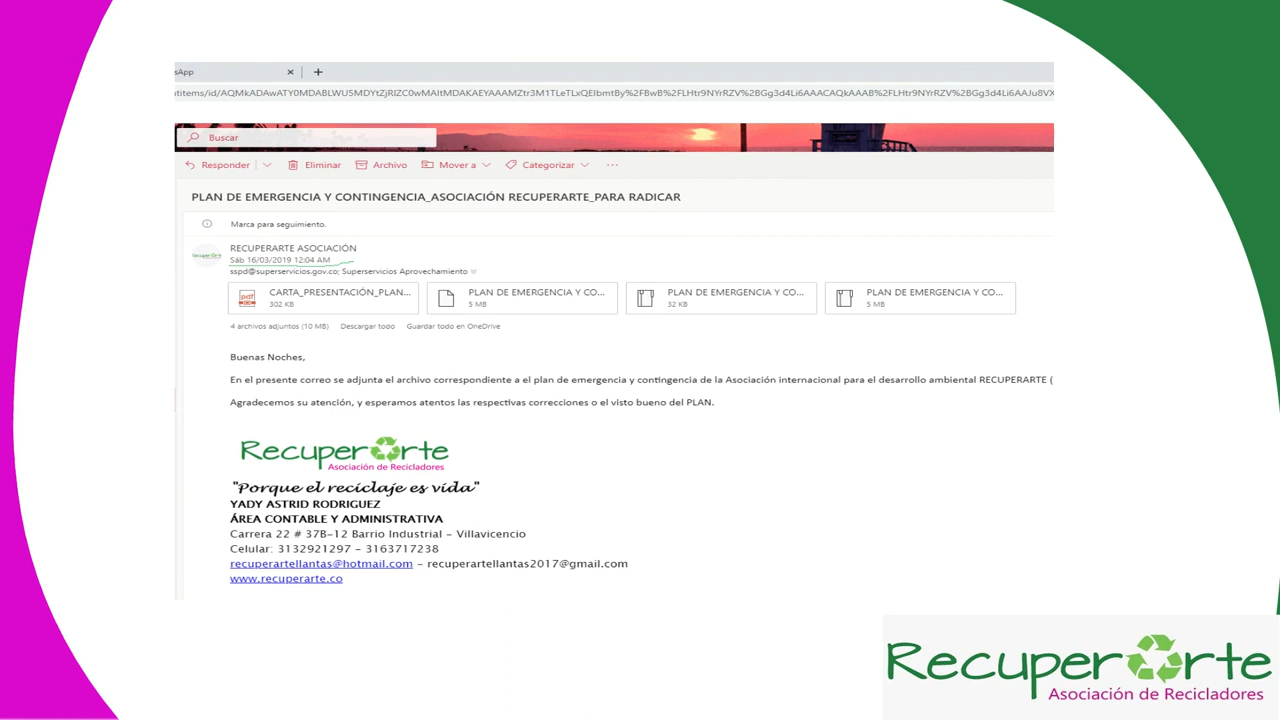 sApp
Buscar
Responder Eliminar Archivo Mover a Categorizar ...
PLAN DE EMERGENCIA Y CONTINGENCIA_ASOCIACIÓN RECUPERARTE_PARA RADICAR
Marca para seguimiento.
RECUPERARTE ASOCIACIÓN
Sáb 16/03/2019 12:04 AM
sspd@superservicios.gov.co; Superservicios Aprovechamiento
CARTA_PRESENTACIÓN_PLAN... PLAN DE EMERGENCIA Y CO... PLAN DE EMERGENCIA Y CO... PLAN DE EMERGENCIA Y CO...
302 KB 5 MB 32 KB 5 MB
4 archivos adjuntos (10 MB) Descargar todo Guardar todo en OneDrive
Buenas Noches,
En el presente correo se adjunta el archivo correspondiente a el plan de emergencia y contingencia de la Asociación internacional para el desarrollo ambiental RECUPERARTE (
Agradecemos su atención, y esperamos atentos las respectivas correcciones o el visto bueno del PLAN.
Recuperarte
Asociación de Recicladores
"Porque el reciclaje es vida"
YADY ASTRID RODRIGUEZ
ÁREA CONTABLE Y ADMINISTRATIVA
Carrera 22 # 37B-12 Barrio Industrial – Villavicencio
Celular: 3132921297 – 3163717238
recuperartellantas@hotmail.com – recuperartellantas2017@gmail.com
www.recuperarte.co
Recuperarte
Asociación de Recicladores